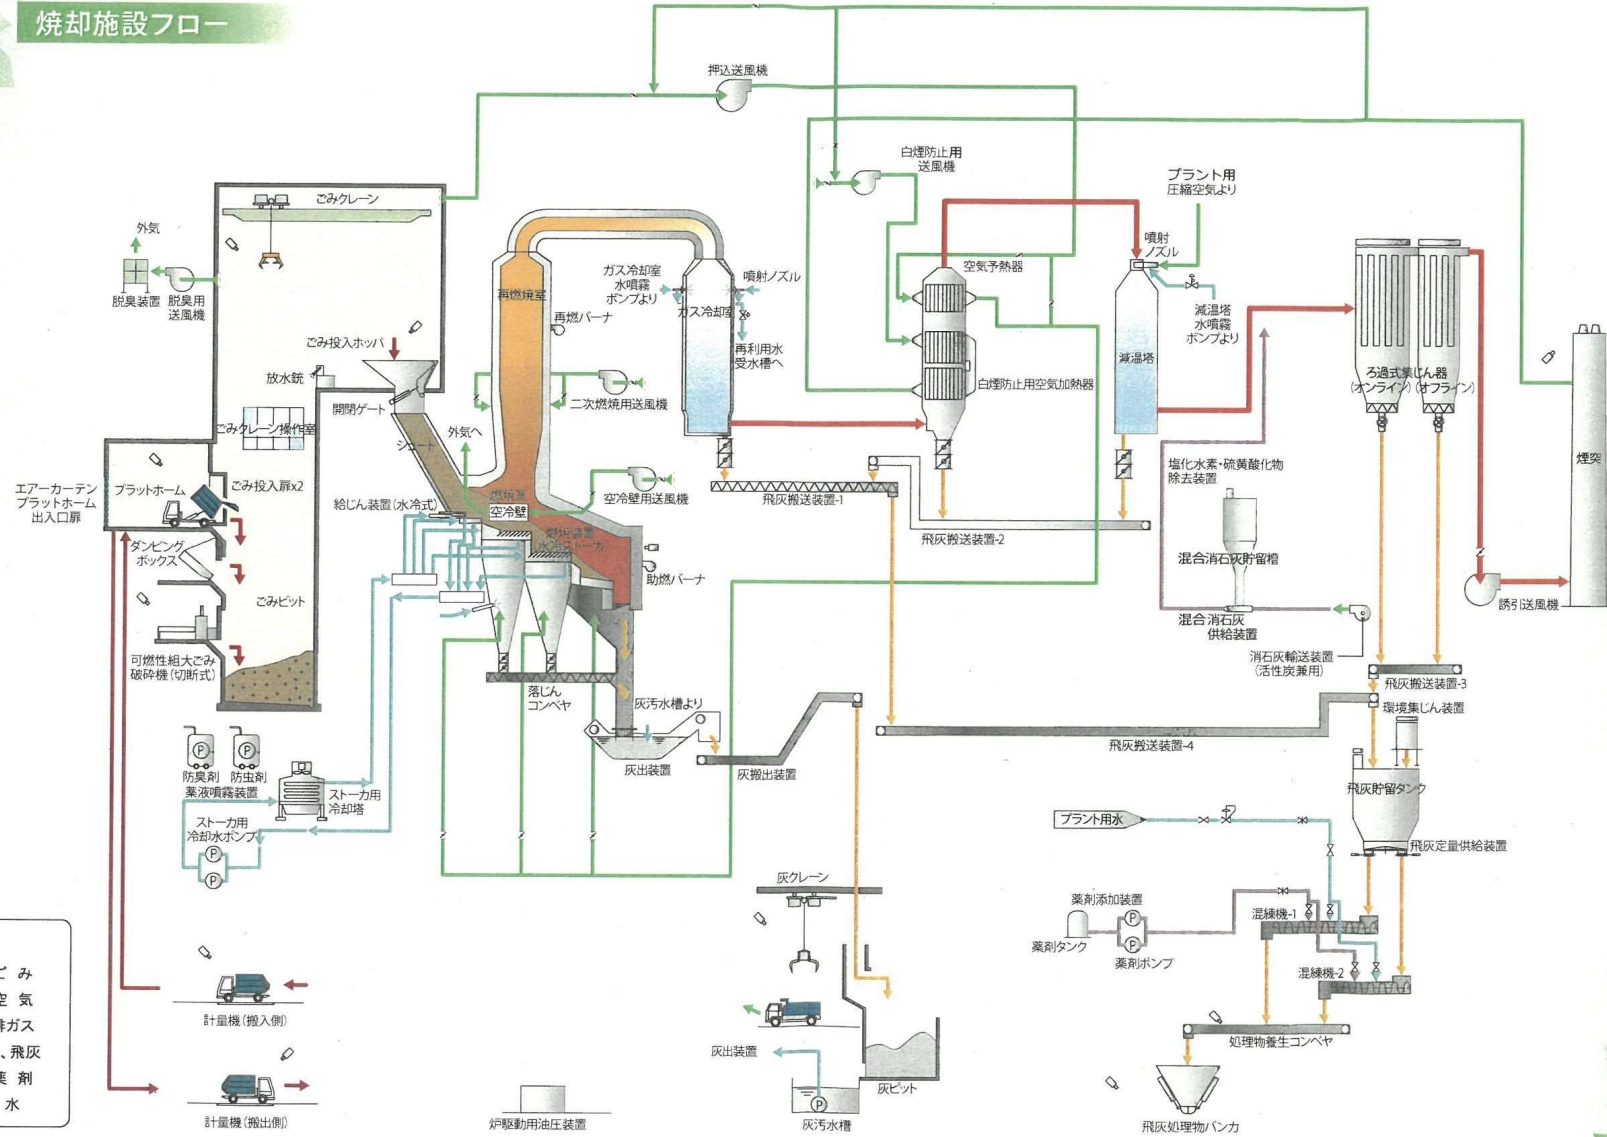 焼却施設フロー
押込送風機
白煙防止用
送風機
プラント用
圧縮空気より
ごみクレーン
外気
脱臭装置
脱臭用
送風機
ごみ投入ホッパ
放水銃
開閉ゲート
ごみクレーン操作室
シュート
外気へ
再燃焼室
再燃バーナ
ガス冷却室
水噴霧
ポンプより
噴射ノズル
ガス冷却室
再利用水
受水槽へ
二次燃焼用送風機
空冷壁用送風機
空気予熱器
白煙防止用空気加熱器
噴射
ノズル
減温塔
水噴霧
ポンプより
減温塔
ろ過式集じん器
(オンライン)(オフライン)
煙突
誘引送風機
エアーカーテン
プラットホーム
出入口扉
プラットホーム
ごみ投入扉x2
ダンピング
ボックス
ごみピット
可燃性粗大ごみ
破砕機(切断式)
給じん装置(水冷式)
燃焼室
空冷壁
燃焼装置
(水冷ストーカ)
助燃バーナ
飛灰搬送装置-1
飛灰搬送装置-2
塩化水素・硫黄酸化物
除去装置
混合消石灰貯留槽
混合消石灰
供給装置
消石灰輸送装置
(活性炭兼用)
飛灰搬送装置-3
環境集じん装置
飛灰搬送装置-4
落じん
コンベヤ
灰汚水槽より
灰出装置
灰搬出装置
P
P
防臭剤
防虫剤
薬液噴霧装置
ストーカ用
冷却塔
ストーカ用
冷却水ポンプ
P
P
飛灰貯留タンク
プラント用水
飛灰定量供給装置
灰クレーン
薬剤添加装置
P
P
薬剤タンク
薬剤ポンプ
混練機-1
混練機-2
処理物養生コンベヤ
飛灰処理物バンカ
計量機(搬入側)
計量機(搬出側)
炉駆動用油圧装置
灰出装置
P
灰汚水槽
灰ピット
ごみ
空気
排ガス
、飛灰
薬剤
水